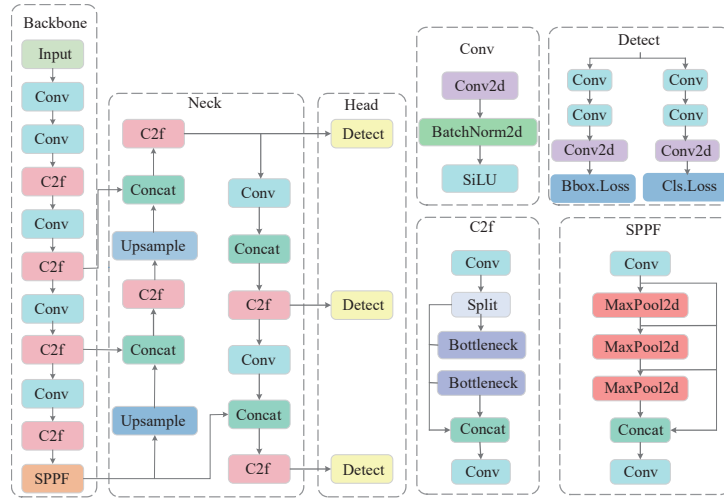 Backbone
Input
Conv
Conv
C2f
Conv
C2f
Conv
C2f
Conv
C2f
SPPF
Neck
C2f
Concat
Upsample
C2f
Concat
Upsample
Conv
Concat
C2f
Conv
Concat
C2f
Head
Detect
Detect
Detect
Conv
Conv2d
BatchNorm2d
SiLU
Detect
Conv Conv
Conv Conv
Conv2d Conv2d
Bbox.Loss Cls.Loss
C2f
Conv
Split
Bottleneck
Bottleneck
Concat
Conv
SPPF
Conv
MaxPool2d
MaxPool2d
MaxPool2d
Concat
Conv